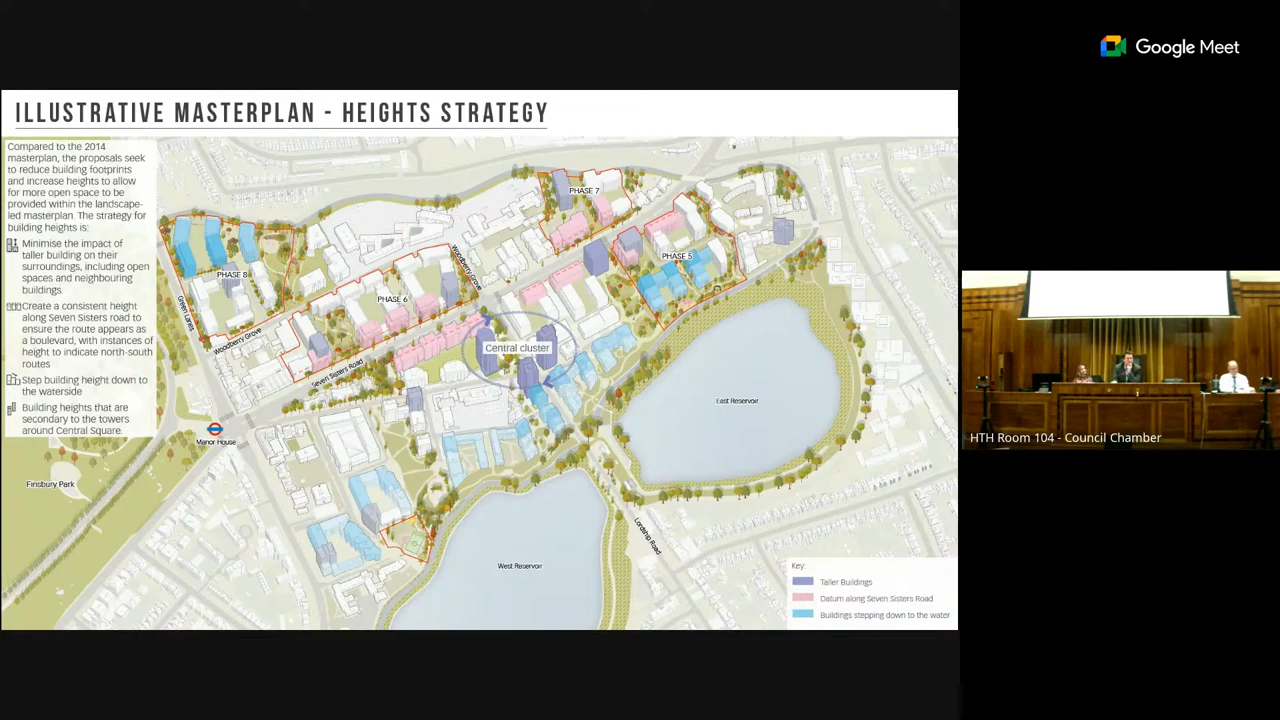 Google Meet
ILLUSTRATIVE MASTERPLAN - HEIGHTS STRATEGY
Compared to the 2014
masterplan, the proposals seek
to reduce building footprints
and increase heights to allow
for more open space to be
provided within the landscape-
led masterplan. The strategy for
building heights is:
Minimise the impact of
taller building on their
surroundings, including open
spaces and neighbouring
buildings.
Create a consistent height
along Seven Sisters road to
ensure the route appears as
a boulevard, with instances of
height to indicate north-south
routes
Step building height down to
the waterside
Building heights that are
secondary to the towers
around Central Square.
PHASE 7
PHASE 5
PHASE 8
PHASE 6
Woodberry Grove
Green Lanes
Woodberry Grove
Seven Sisters Road
Central cluster
East Reservoir
Manor House
Finsbury Park
Lordship Road
West Reservoir
Key:
Taller Buildings
Datum along Seven Sisters Road
Buildings stepping down to the water
HTH Room 104 - Council Chamber